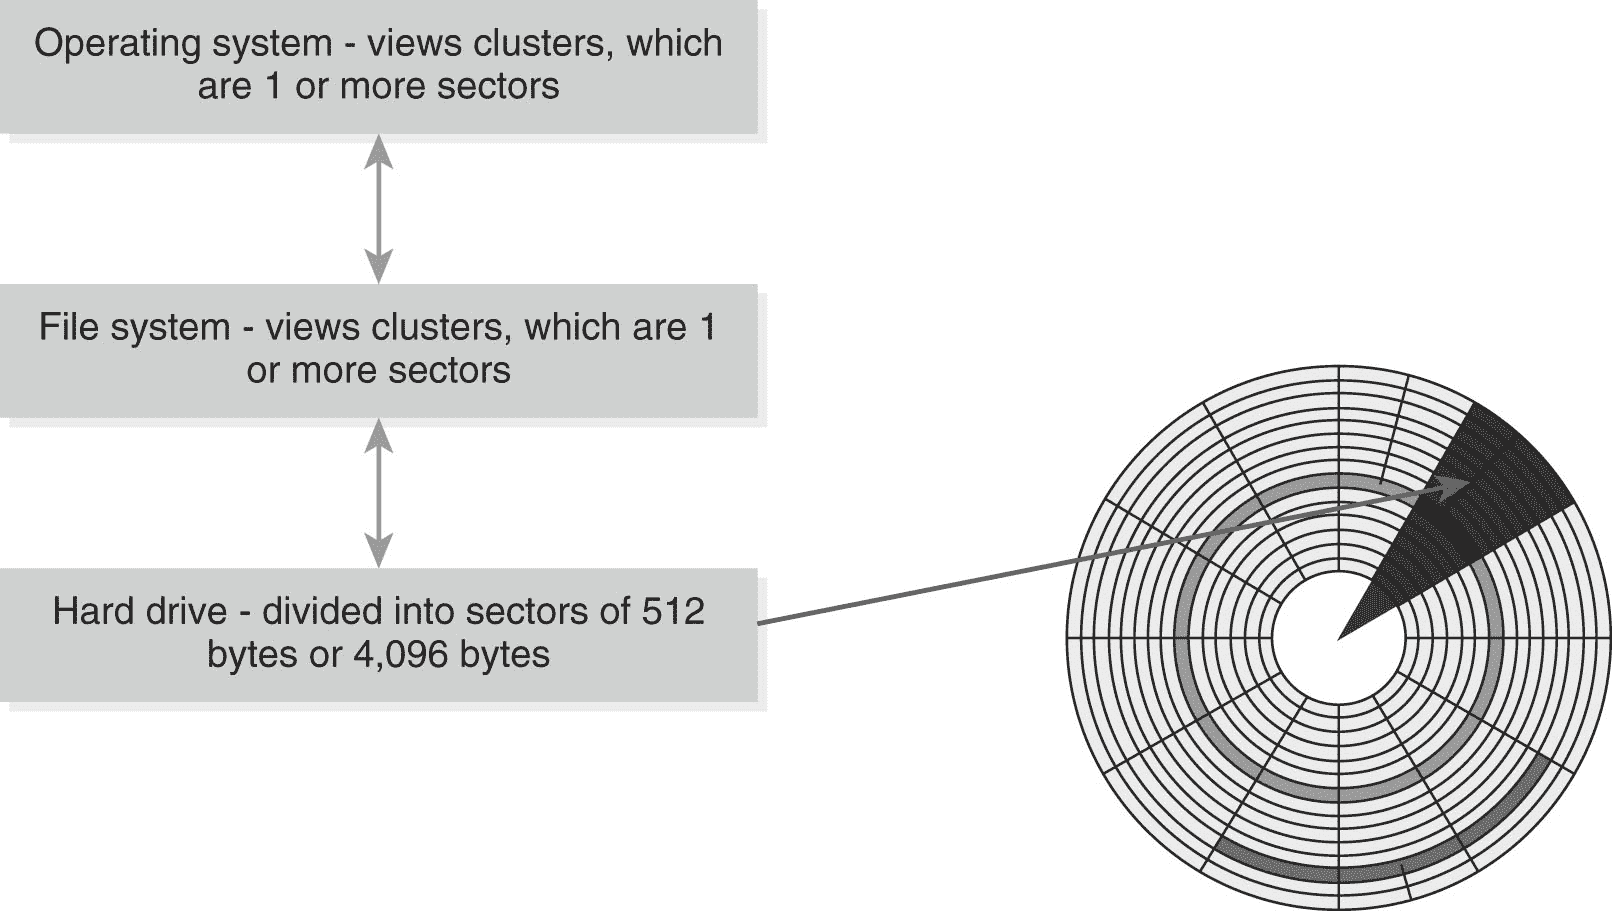 Operating system - views clusters, which
are 1 or more sectors
File system - views clusters, which are 1
or more sectors
Hard drive - divided into sectors of 512
bytes or 4,096 bytes